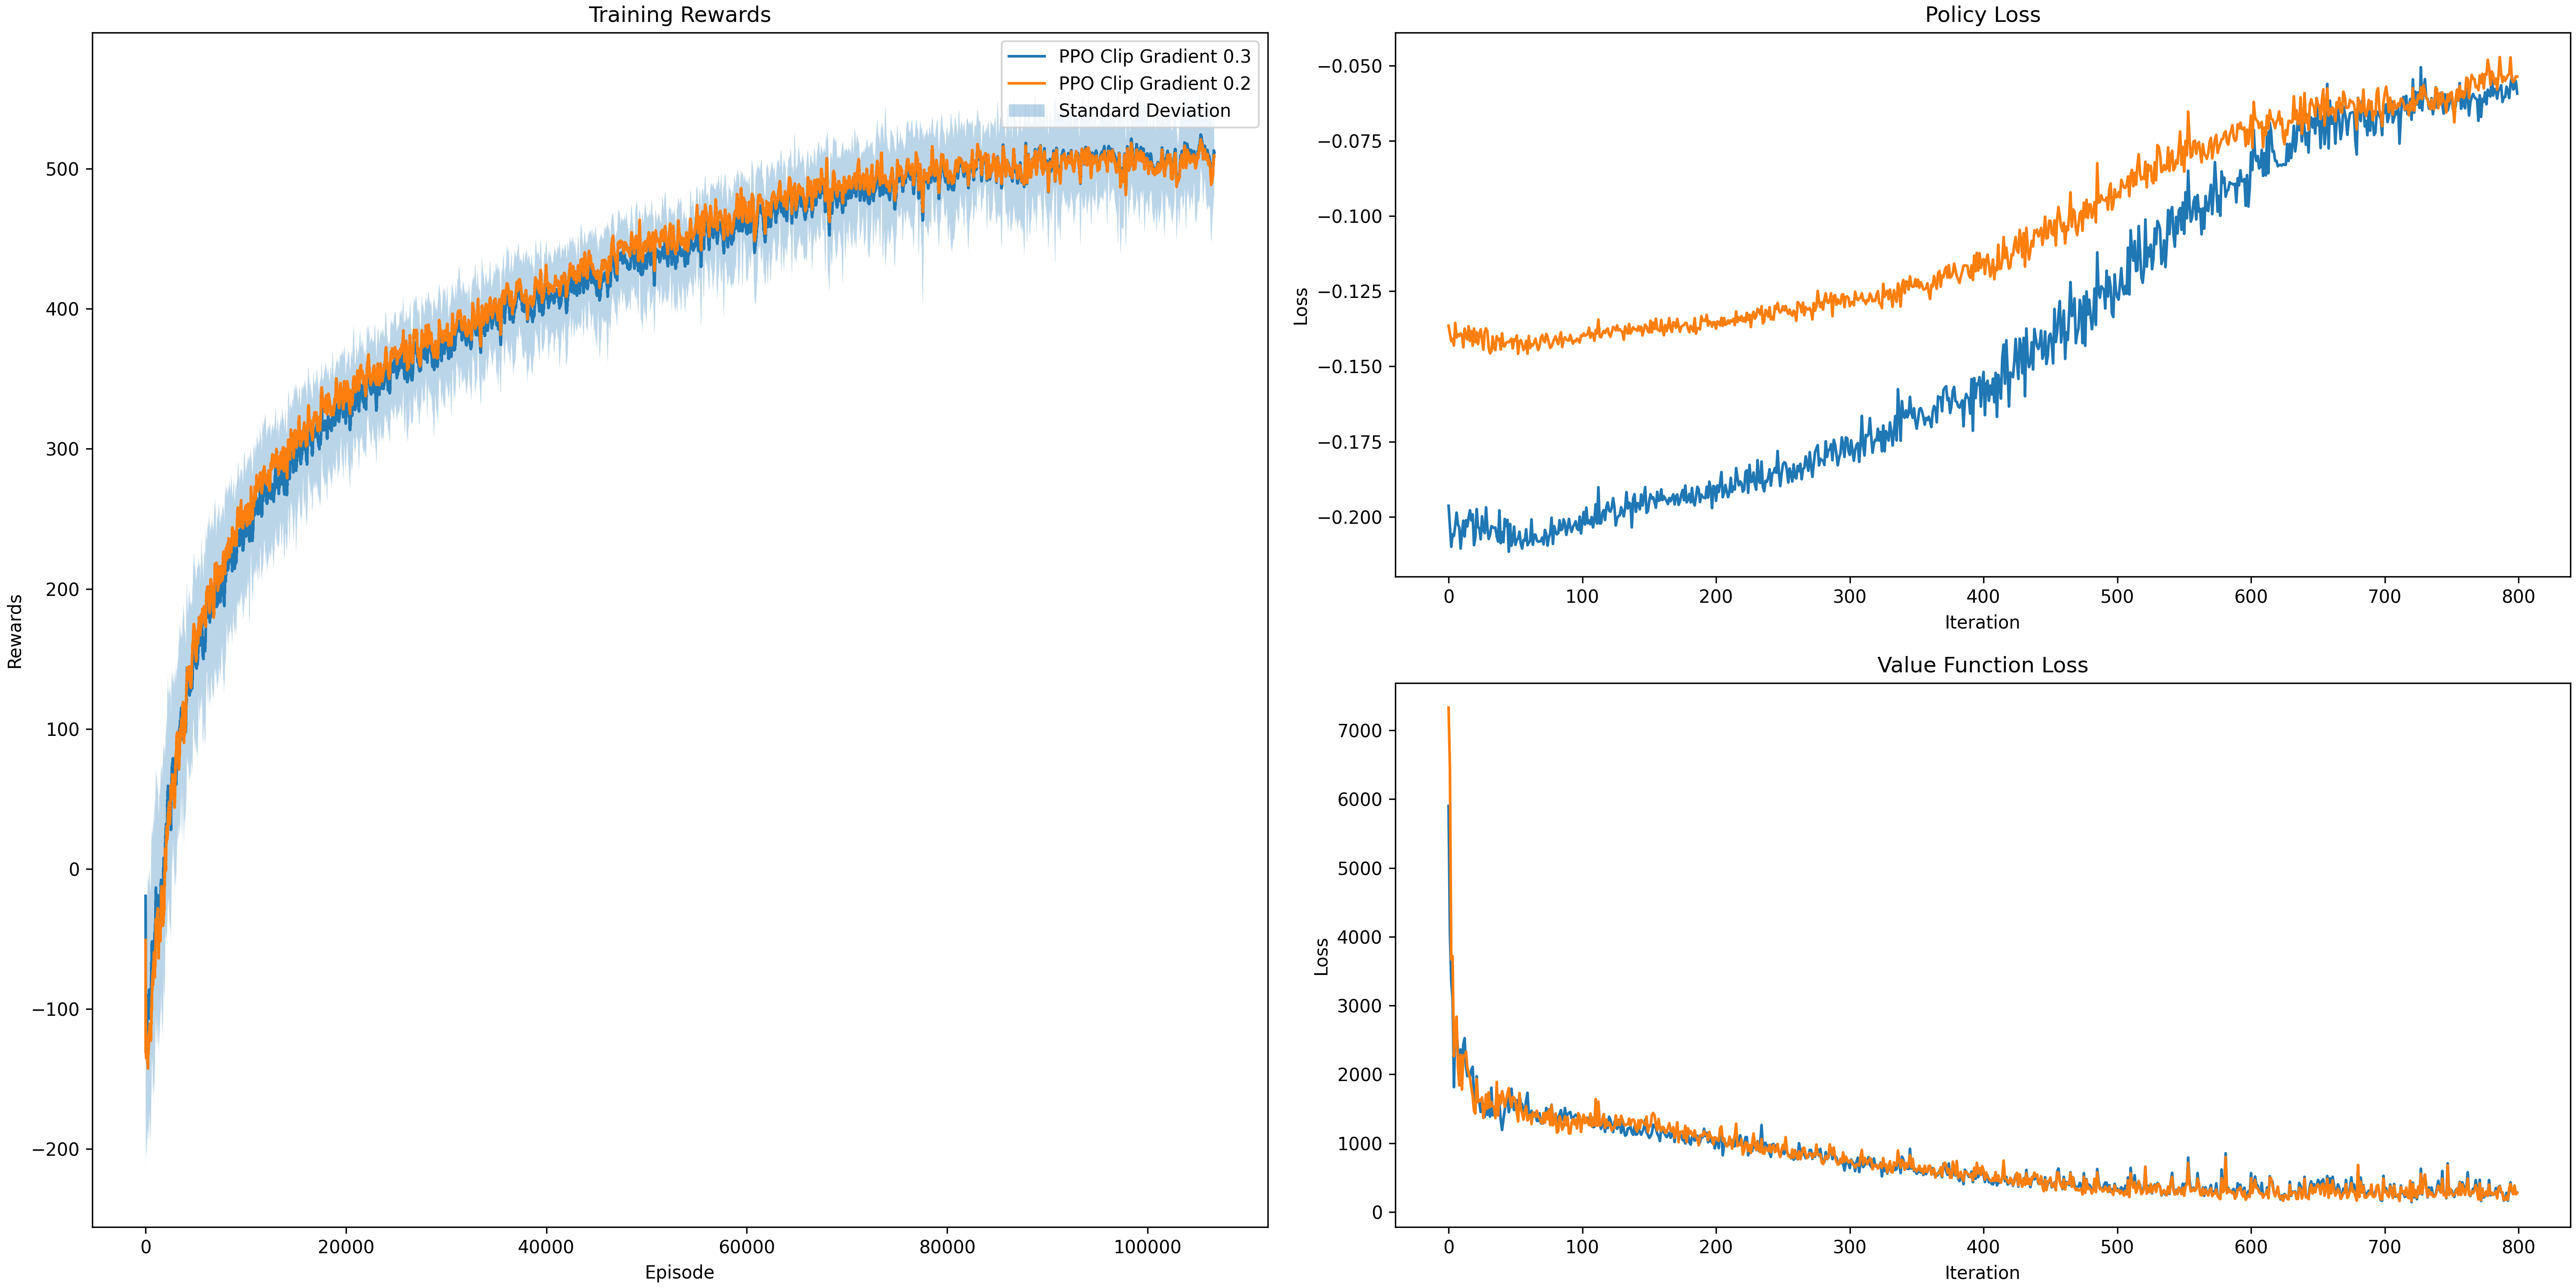 Training Rewards
Rewards
500
400
300
200
100
0
−100
−200
0 20000 40000 60000 80000 100000
Episode
PPO Clip Gradient 0.3
PPO Clip Gradient 0.2
Standard Deviation
Policy Loss
Loss
−0.050
−0.075
−0.100
−0.125
−0.150
−0.175
−0.200
0 100 200 300 400 500 600 700 800
Iteration
Value Function Loss
Loss
7000
6000
5000
4000
3000
2000
1000
0
0 100 200 300 400 500 600 700 800
Iteration